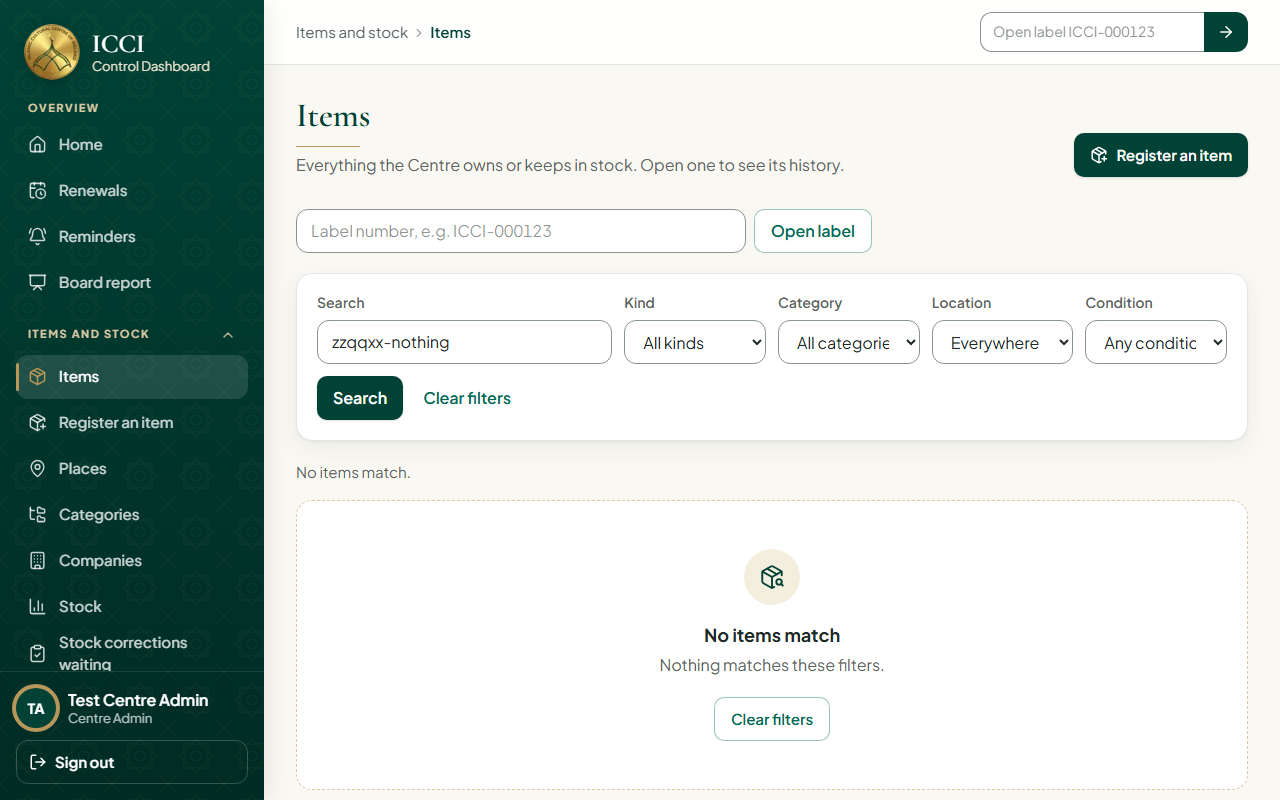 ICCI
Control Dashboard
OVERVIEW
Home
Renewals
Reminders
Board report
ITEMS AND STOCK
Items
Register an item
Places
Categories
Companies
Stock
Stock corrections
waiting
TA
Test Centre Admin
Centre Admin
Sign out
Items and stock
Items
Open label ICCI-000123
Items
Everything the Centre owns or keeps in stock. Open one to see its history.
Register an item
Label number, e.g. ICCI-000123
Open label
Search
Kind
Category
Location
Condition
zzqqxx-nothing
All kinds
All categorie
Everywhere
Any conditic
Search
Clear filters
No items match.
No items match
Nothing matches these filters.
Clear filters